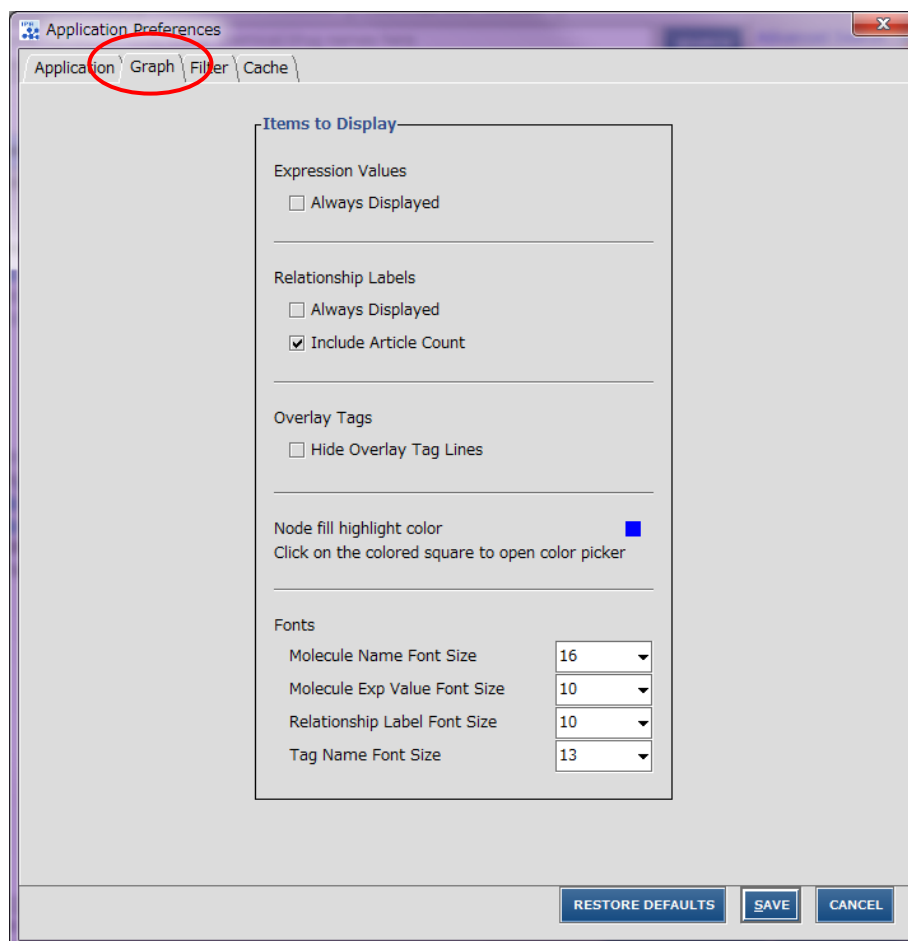 Application Preferences
Application Graph Filter Cache
Items to Display
Expression Values
Always Displayed
Relationship Labels
Always Displayed
Include Article Count
Overlay Tags
Hide Overlay Tag Lines
Node fill highlight color
Click on the colored square to open color picker
Fonts
Molecule Name Font Size 16
Molecule Exp Value Font Size 10
Relationship Label Font Size 10
Tag Name Font Size 13
RESTORE DEFAULTS SAVE CANCEL